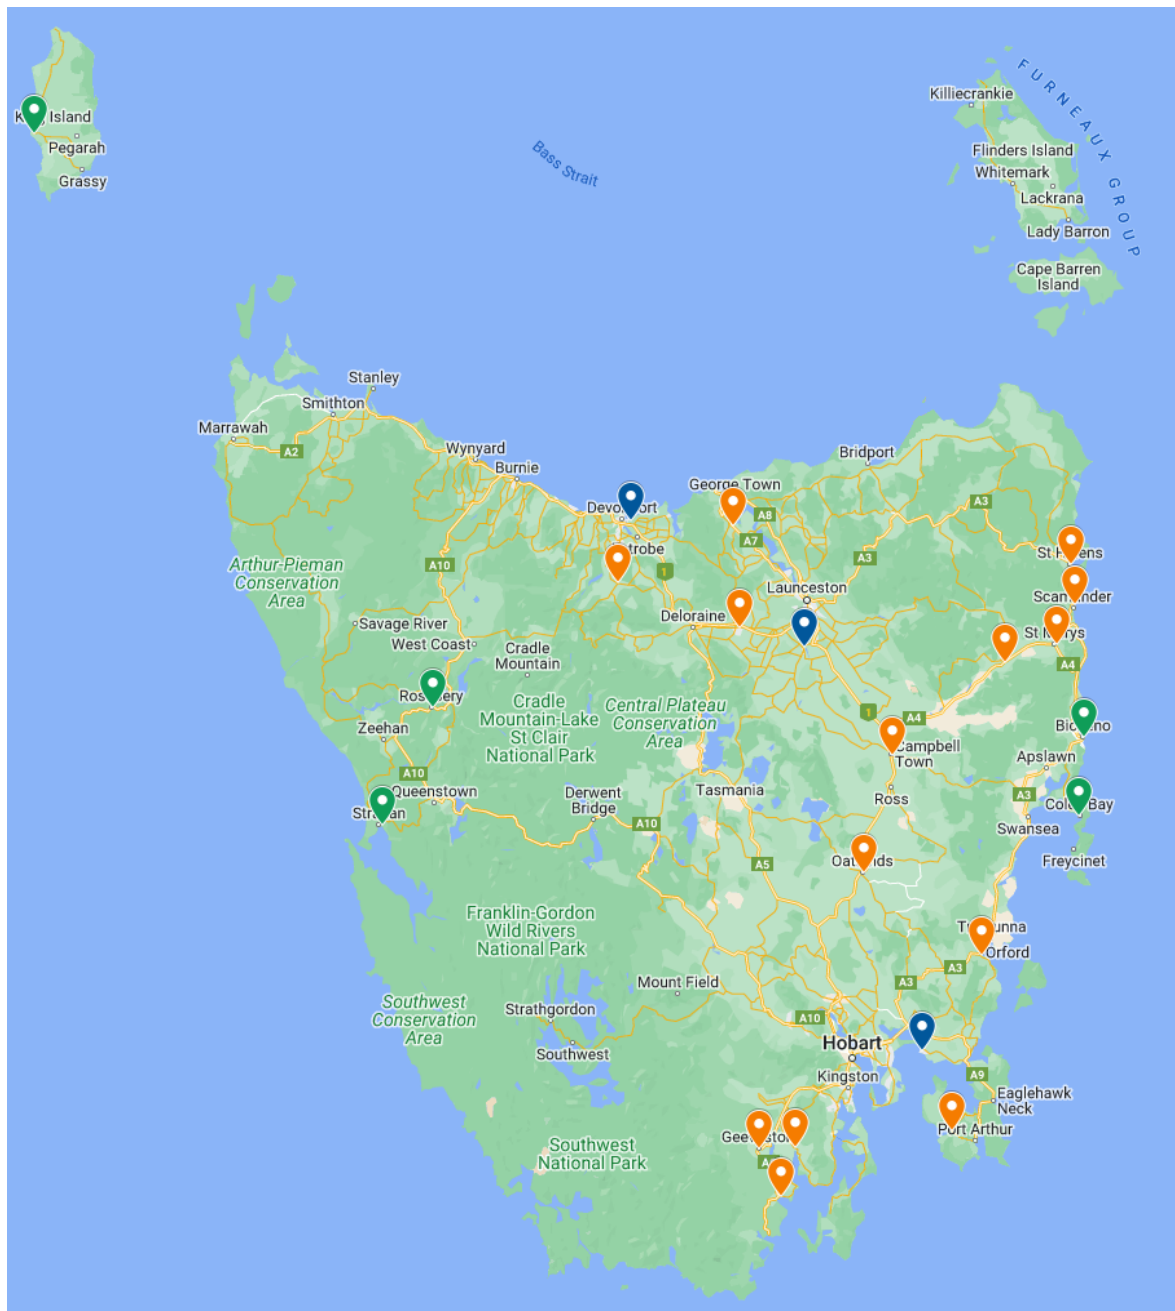 FURNEAUX GROUP
Killiecrankie
Island
Pegarah
Grassy
Bass Strait
Flinders Island
Whitemark
Lackrana
Lady Barron
Cape Barren
Island
Stanley
Smithton
Marrawah
A2
Wynyard
Burnie
Bridport
George Town
A3
A8
A7
A10
1
A3
Arthur-Pieman
Conservation
Area
Launceston
Deloraine
Savage River
West Coast
Cradle
Mountain
A4
Cradle
Mountain-Lake
St Clair
National Park
Central Plateau
Conservation
Area
1
A4
Zeehan
Campbell
Town
Apslawn
A10
Queenstown
Derwent
Bridge
Tasmania
Ross
A3
Swansea
A10
A5
Freycinet
Franklin-Gordon
Wild Rivers
National Park
Orford
A3
A3
Mount Field
Southwest
Conservation
Area
Strathgordon
A10
Hobart
Southwest
Kingston
A9
Eaglehawk
Neck
Port Arthur
Southwest
National Park